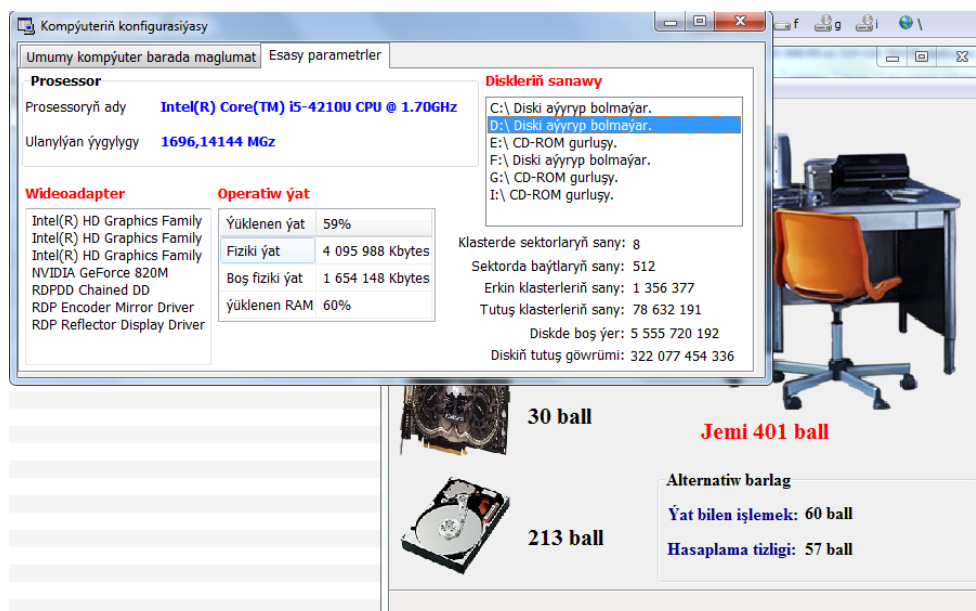 Kompýuteriň konfigurasiýasy
f g i \
Umumy kompýuter barada maglumat Esasy parametrler
Prosessor
Prosessoryň ady Intel(R) Core(TM) i5-4210U CPU @ 1.70GHz
Ulanylýan ýygylygy 1696,14144 MGz
Diskleriň sanawy
C:\ Diski aýyryp bolmaýar.
D:\ Diski aýyryp bolmaýar.
E:\ CD-ROM gurluşy.
F:\ Diski aýyryp bolmaýar.
G:\ CD-ROM gurluşy.
I:\ CD-ROM gurluşy.
Wideoadapter
Intel(R) HD Graphics Family
Intel(R) HD Graphics Family
Intel(R) HD Graphics Family
NVIDIA GeForce 820M
RDPDD Chained DD
RDP Encoder Mirror Driver
RDP Reflector Display Driver
Operatiw ýat
Ýüklenen ýat 59%
Fiziki ýat 4 095 988 Kbytes
Boş fiziki ýat 1 654 148 Kbytes
ýüklenen RAM 60%
Klasterde sektorlaryň sany: 8
Sektorda baýtlaryň sany: 512
Erkin klasterleriň sany: 1 356 377
Tutuş klasterleriň sany: 78 632 191
Diskde boş ýer: 5 555 720 192
Diskiň tutuş göwrümi: 322 077 454 336
30 ball
Jemi 401 ball
213 ball
Alternatiw barlag
Ýat bilen işlemek: 60 ball
Hasaplama tizligi: 57 ball